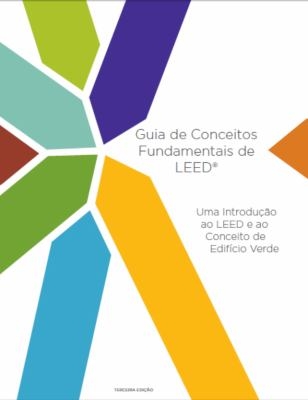 Guia de Conceitos
Fundamentais de
LEED®
Uma Introdução
ao LEED e ao
Conceito de
Edifício Verde
TERCEIRA EDIÇÃO